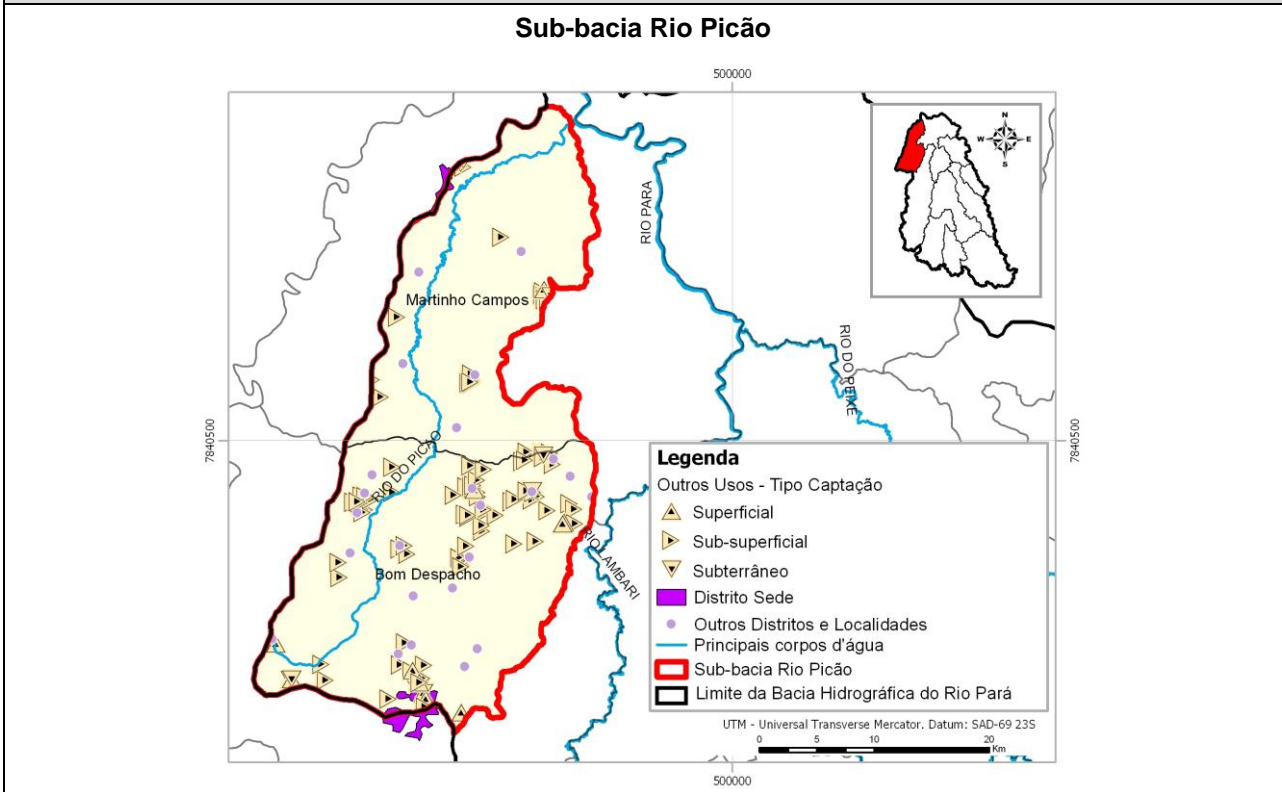 Sub-bacia Rio Picão
500000
N
W E
S
RIO PARA
Martinho Campos
RIO DO PEIXE
7840500
7840500
RIO DO PICÃO
Legenda
Outros Usos - Tipo Captação
Superficial
Sub-superficial
Subterrâneo
Distrito Sede
Outros Distritos e Localidades
Principais corpos d'água
Sub-bacia Rio Picão
Limite da Bacia Hidrográfica do Rio Pará
RIO LAMBARI
Bom Despacho
UTM - Universal Transverse Mercator. Datum: SAD-69 23S
0 5 10 20
Km
500000